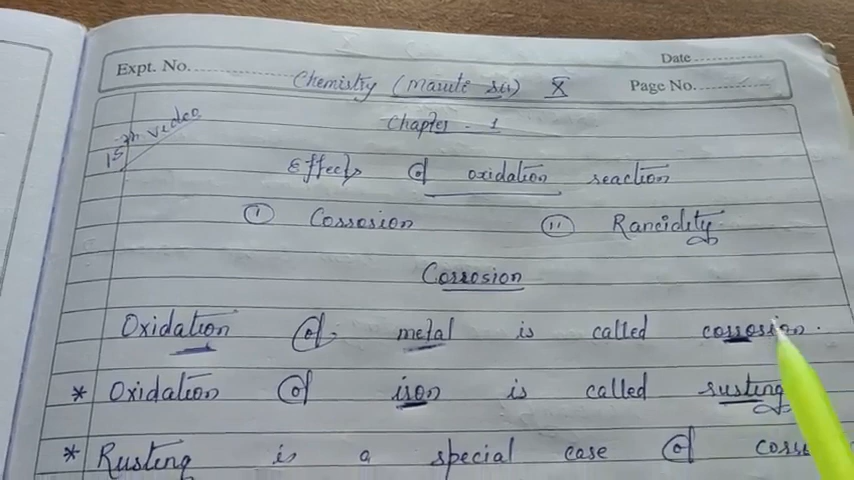 Date
Expt. No.
Chemistry (Manite sir) X
Page No.
15th video
Chapter - 1
Effects of oxidation reaction
(i) Corrosion (ii) Rancidity
Corrosion
Oxidation of metal is called corrosion.
* Oxidation of iron is called rusting
* Rusting is a special case of